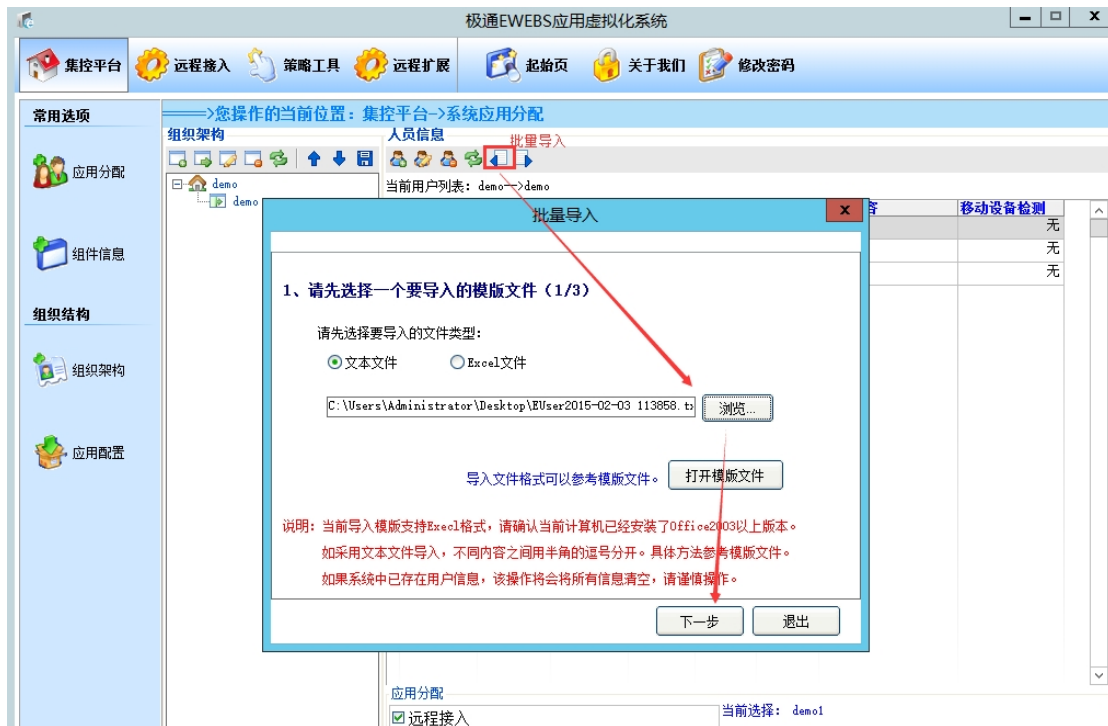 极通EWEBS应用虚拟化系统
集控平台 远程接入 策略工具 远程扩展 起始页 关于我们 修改密码
常用选项
应用分配
组件信息
组织结构
组织架构
应用配置
====>您操作的当前位置：集控平台->系统应用分配
组织架构
demo
demo
人员信息
批量导入
当前用户列表：demo-->demo
移动设备检测
无
无
无
批量导入
1、请先选择一个要导入的模版文件（1/3）
请先选择要导入的文件类型：
文本文件 Excel文件
C:\Users\Administrator\Desktop\EUser2015-02-03 113858.tx
浏览...
导入文件格式可以参考模版文件。 打开模版文件
说明：当前导入模版支持Execl格式，请确认当前计算机已经安装了Office2003以上版本。
如采用文本文件导入，不同内容之间用半角的逗号分开。具体方法参考模版文件。
如果系统中已存在用户信息，该操作将会将所有信息清空，请谨慎操作。
下一步 退出
应用分配
远程接入
当前选择： demo1